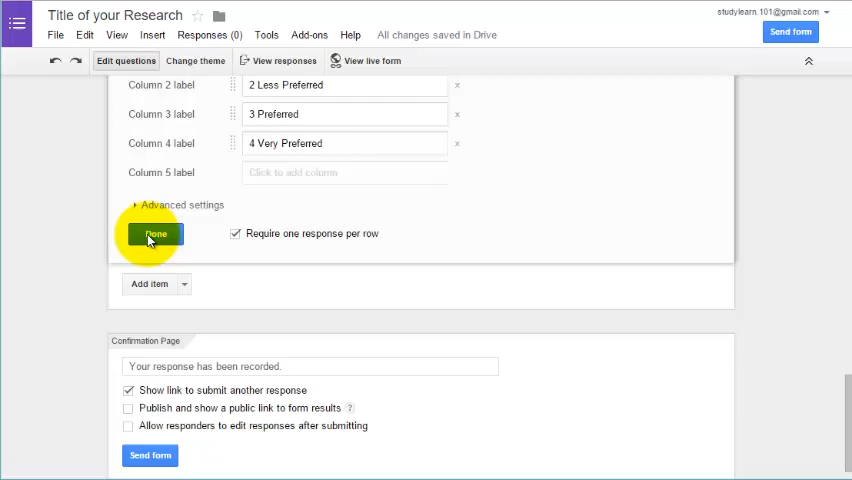 Title of your Research
studylearn.101@gmail.com
File Edit View Insert Responses (0) Tools Add-ons Help All changes saved in Drive
Send form
Edit questions Change theme View responses View live form
Column 2 label 2 Less Preferred x
Column 3 label 3 Preferred x
Column 4 label 4 Very Preferred x
Column 5 label Click to add column
Advanced settings
Done Require one response per row
Add item
Confirmation Page
Your response has been recorded.
Show link to submit another response
Publish and show a public link to form results ?
Allow responders to edit responses after submitting
Send form